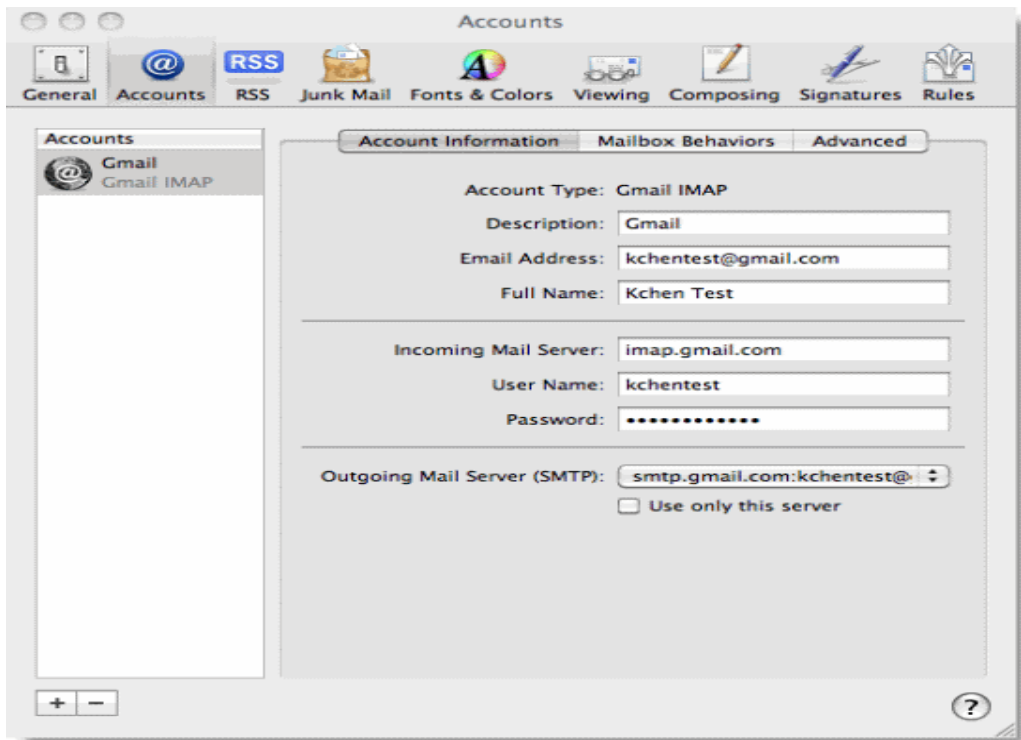 Accounts
RSS
General Accounts RSS Junk Mail Fonts & Colors Viewing Composing Signatures Rules
Accounts
Gmail
Gmail IMAP
Account Information Mailbox Behaviors Advanced
Account Type: Gmail IMAP
Description: Gmail
Email Address: kchentest@gmail.com
Full Name: Kchen Test
Incoming Mail Server: imap.gmail.com
User Name: kchentest
Password: ••••••••••••
Outgoing Mail Server (SMTP): smtp.gmail.com:kchentest@
Use only this server
+ −
?